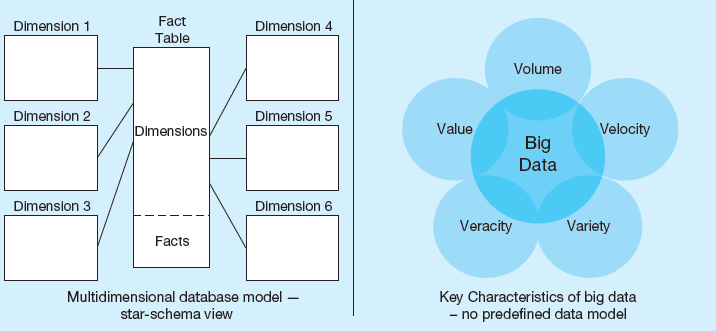 Dimension 1
Fact
Table
Dimension 4
Dimension 2
Dimensions
Dimension 5
Dimension 3
Facts
Dimension 6
Multidimensional database model —
star-schema view
Volume
Value
Big
Data
Velocity
Veracity
Variety
Key Characteristics of big data
– no predefined data model